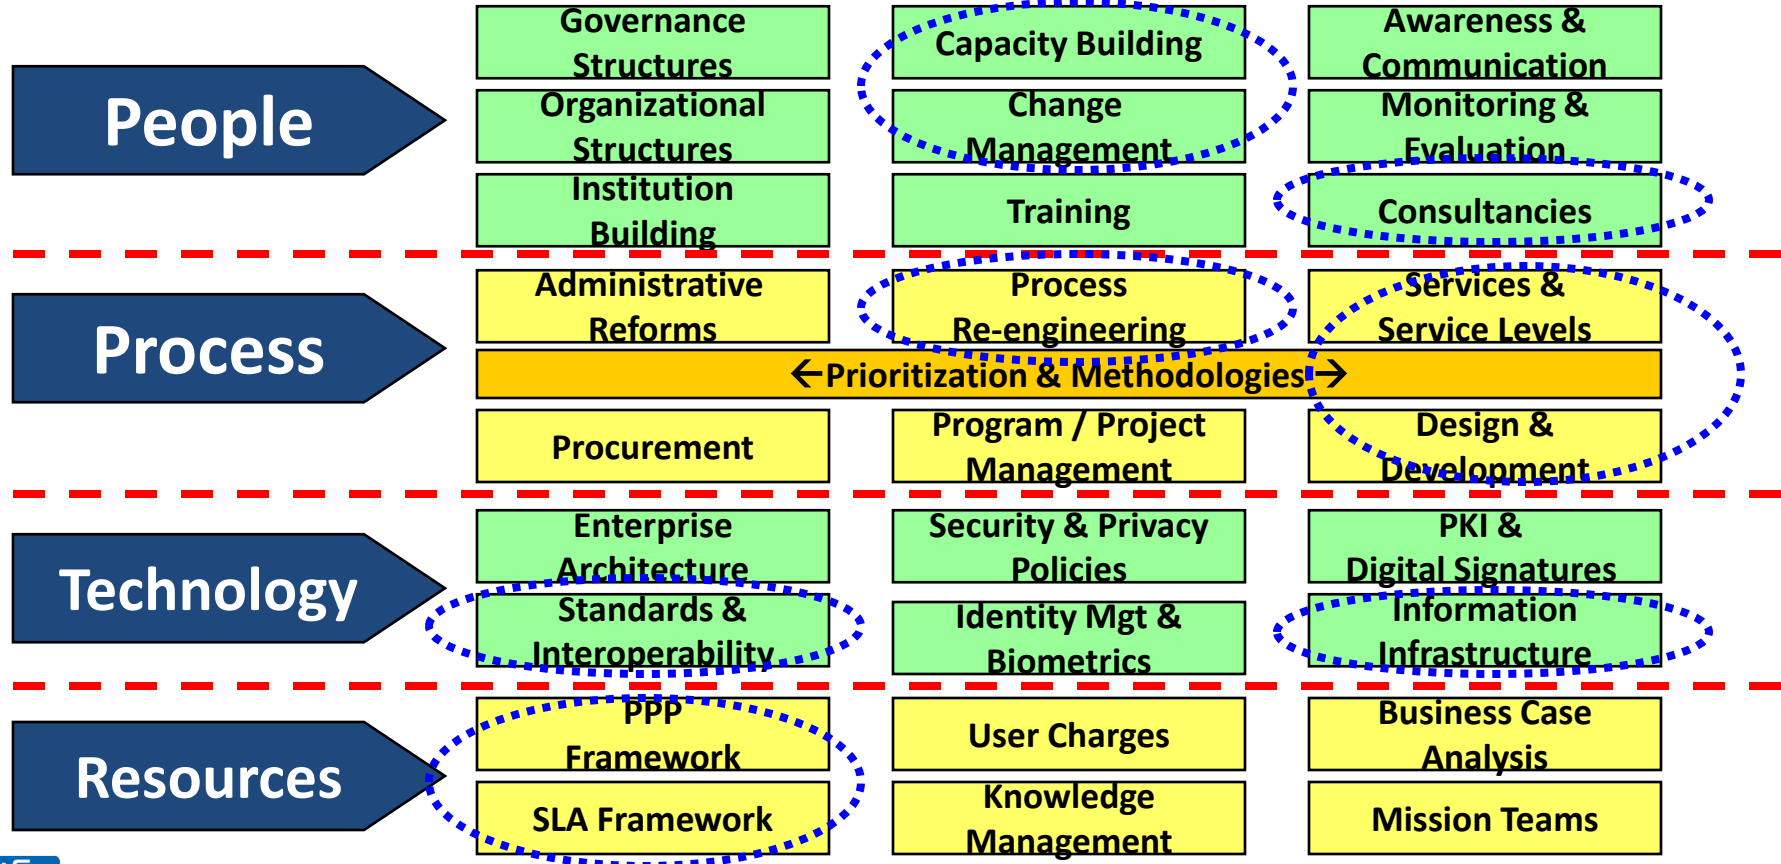 People
Governance
Structures
Capacity Building
Awareness &
Communication
Organizational
Structures
Change
Management
Monitoring &
Evaluation
Institution
Building
Training
Consultancies
Process
Administrative
Reforms
Process
Re-engineering
Services &
Service Levels
←Prioritization & Methodologies→
Procurement
Program / Project
Management
Design &
Development
Technology
Enterprise
Architecture
Security & Privacy
Policies
PKI &
Digital Signatures
Standards &
Interoperability
Identity Mgt &
Biometrics
Information
Infrastructure
Resources
PPP
Framework
User Charges
Business Case
Analysis
SLA Framework
Knowledge
Management
Mission Teams